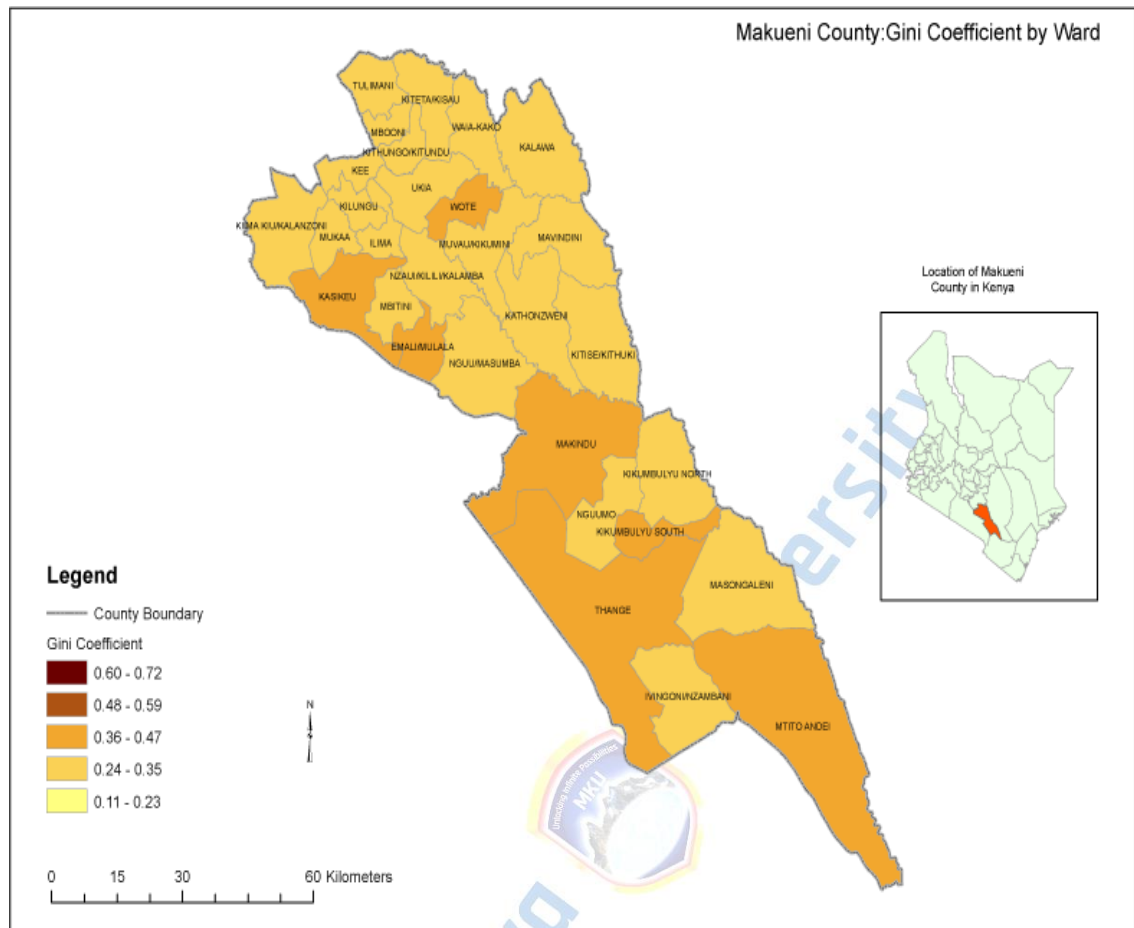 Makueni County:Gini Coefficient by Ward
TULIMANI
KITETA/KISAU
MBOONI
WAIA-KAKO
KITHUNGO/KITUNDU
KALAWA
KEE
UKIA
KILUNGU
WOTE
KIIMA KIU/KALANZONI
MUKAA
ILIMA
MUVAU/KIKUMINI
MAVINDINI
NZAUI/KILILI/KALAMBA
KASIKEU
MBITINI
KATHONZWENI
EMALI/MULALA
NGUU/MASUMBA
KITISE/KITHUKI
MAKINDU
KIKUMBULYU NORTH
NGUUMO
KIKUMBULYU SOUTH
MASONGALENI
THANGE
IVINGONI/NZAMBANI
MTITO ANDEI
Location of Makueni
County in Kenya
Legend
County Boundary
Gini Coefficient
0.60 - 0.72
0.48 - 0.59
0.36 - 0.47
0.24 - 0.35
0.11 - 0.23
N
0 15 30 60 Kilometers
ersity
Unlocking Infinite Possibilities
MKU